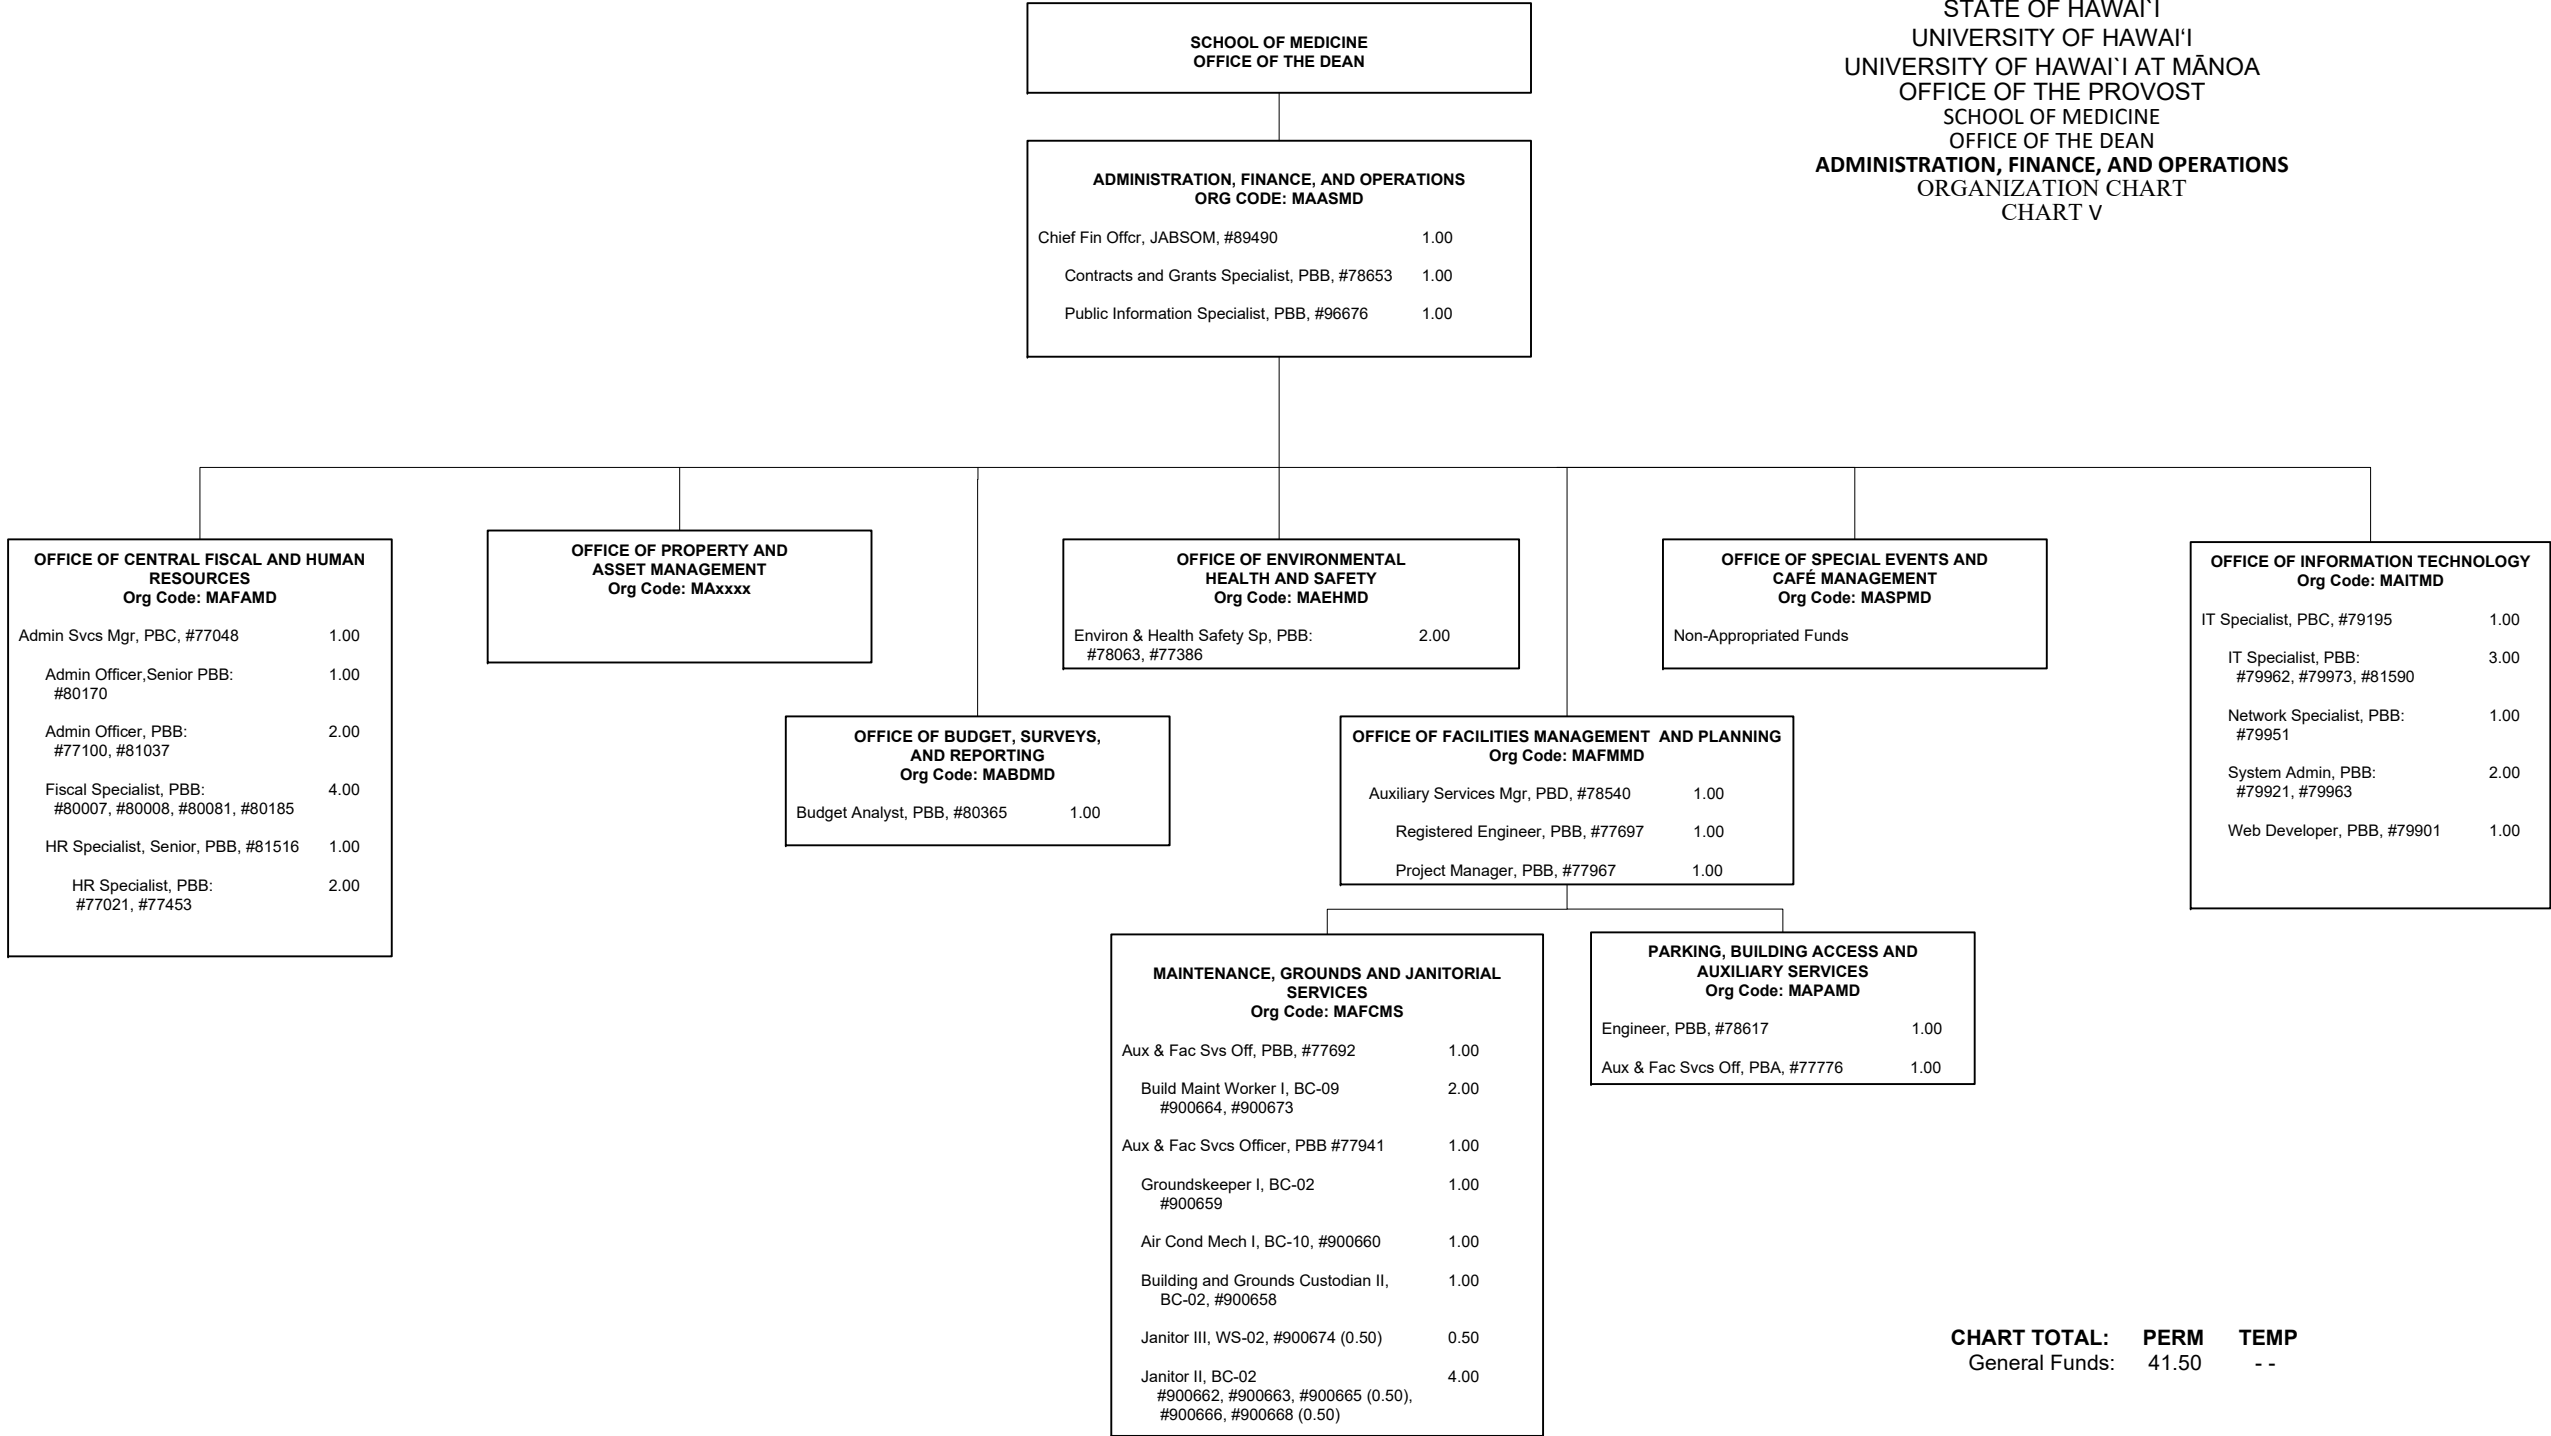 STATE OF HAWAI`I
UNIVERSITY OF HAWAI‘I
UNIVERSITY OF HAWAI`I AT MĀNOA
OFFICE OF THE PROVOST
SCHOOL OF MEDICINE
OFFICE OF THE DEAN
ADMINISTRATION, FINANCE, AND OPERATIONS
ORGANIZATION CHART
CHART V
SCHOOL OF MEDICINE
OFFICE OF THE DEAN
ADMINISTRATION, FINANCE, AND OPERATIONS
ORG CODE: MAASMD
Chief Fin Offcr, JABSOM, #89490 1.00
Contracts and Grants Specialist, PBB, #78653 1.00
Public Information Specialist, PBB, #96676 1.00
OFFICE OF CENTRAL FISCAL AND HUMAN
RESOURCES
Org Code: MAFAMD
Admin Svcs Mgr, PBC, #77048 1.00
Admin Officer,Senior PBB: 1.00
#80170
Admin Officer, PBB: 2.00
#77100, #81037
Fiscal Specialist, PBB: 4.00
#80007, #80008, #80081, #80185
HR Specialist, Senior, PBB, #81516 1.00
HR Specialist, PBB: 2.00
#77021, #77453
OFFICE OF PROPERTY AND
ASSET MANAGEMENT
Org Code: MAxxxx
OFFICE OF BUDGET, SURVEYS,
AND REPORTING
Org Code: MABDMD
Budget Analyst, PBB, #80365 1.00
OFFICE OF ENVIRONMENTAL
HEALTH AND SAFETY
Org Code: MAEHMD
Environ & Health Safety Sp, PBB: 2.00
#78063, #77386
OFFICE OF FACILITIES MANAGEMENT AND PLANNING
Org Code: MAFMMD
Auxiliary Services Mgr, PBD, #78540 1.00
Registered Engineer, PBB, #77697 1.00
Project Manager, PBB, #77967 1.00
MAINTENANCE, GROUNDS AND JANITORIAL
SERVICES
Org Code: MAFCMS
Aux & Fac Svs Off, PBB, #77692 1.00
Build Maint Worker I, BC-09 2.00
#900664, #900673
Aux & Fac Svcs Officer, PBB #77941 1.00
Groundskeeper I, BC-02 1.00
#900659
Air Cond Mech I, BC-10, #900660 1.00
Building and Grounds Custodian II, 1.00
BC-02, #900658
Janitor III, WS-02, #900674 (0.50) 0.50
Janitor II, BC-02 4.00
#900662, #900663, #900665 (0.50),
#900666, #900668 (0.50)
PARKING, BUILDING ACCESS AND
AUXILIARY SERVICES
Org Code: MAPAMD
Engineer, PBB, #78617 1.00
Aux & Fac Svcs Off, PBA, #77776 1.00
OFFICE OF SPECIAL EVENTS AND
CAFÉ MANAGEMENT
Org Code: MASPMD
Non-Appropriated Funds
OFFICE OF INFORMATION TECHNOLOGY
Org Code: MAITMD
IT Specialist, PBC, #79195 1.00
IT Specialist, PBB: 3.00
#79962, #79973, #81590
Network Specialist, PBB: 1.00
#79951
System Admin, PBB: 2.00
#79921, #79963
Web Developer, PBB, #79901 1.00
CHART TOTAL: PERM TEMP
General Funds: 41.50 - -